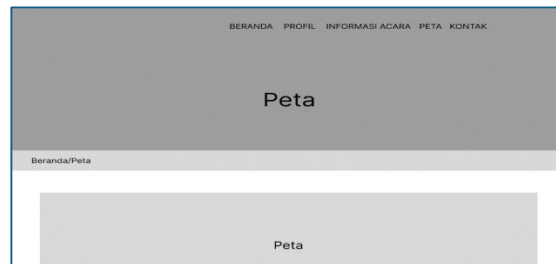 BERANDA PROFIL INFORMASI ACARA PETA KONTAK
Peta
Beranda/Peta
Peta